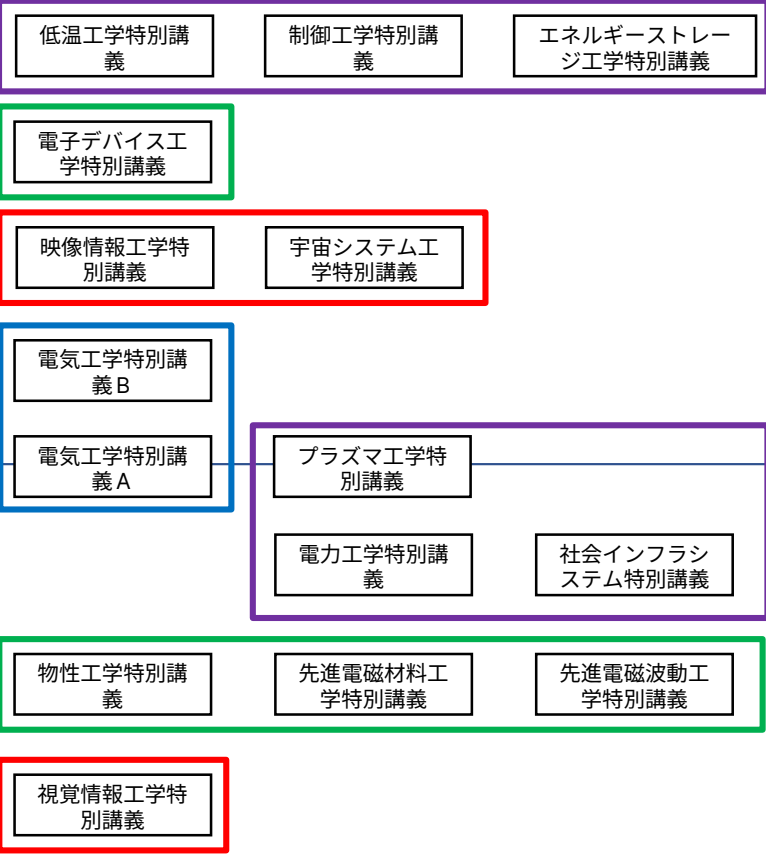 低温工学特別講
義
制御工学特別講
義
エネルギーストレー
ジ工学特別講義
電子デバイス工
学特別講義
映像情報工学特
別講義
宇宙システム工
学特別講義
電気工学特別講
義B
電気工学特別講
義A
プラズマ工学特
別講義
電力工学特別講
義
社会インフラシ
ステム特別講義
物性工学特別講
義
先進電磁材料工
学特別講義
先進電磁波動工
学特別講義
視覚情報工学特
別講義